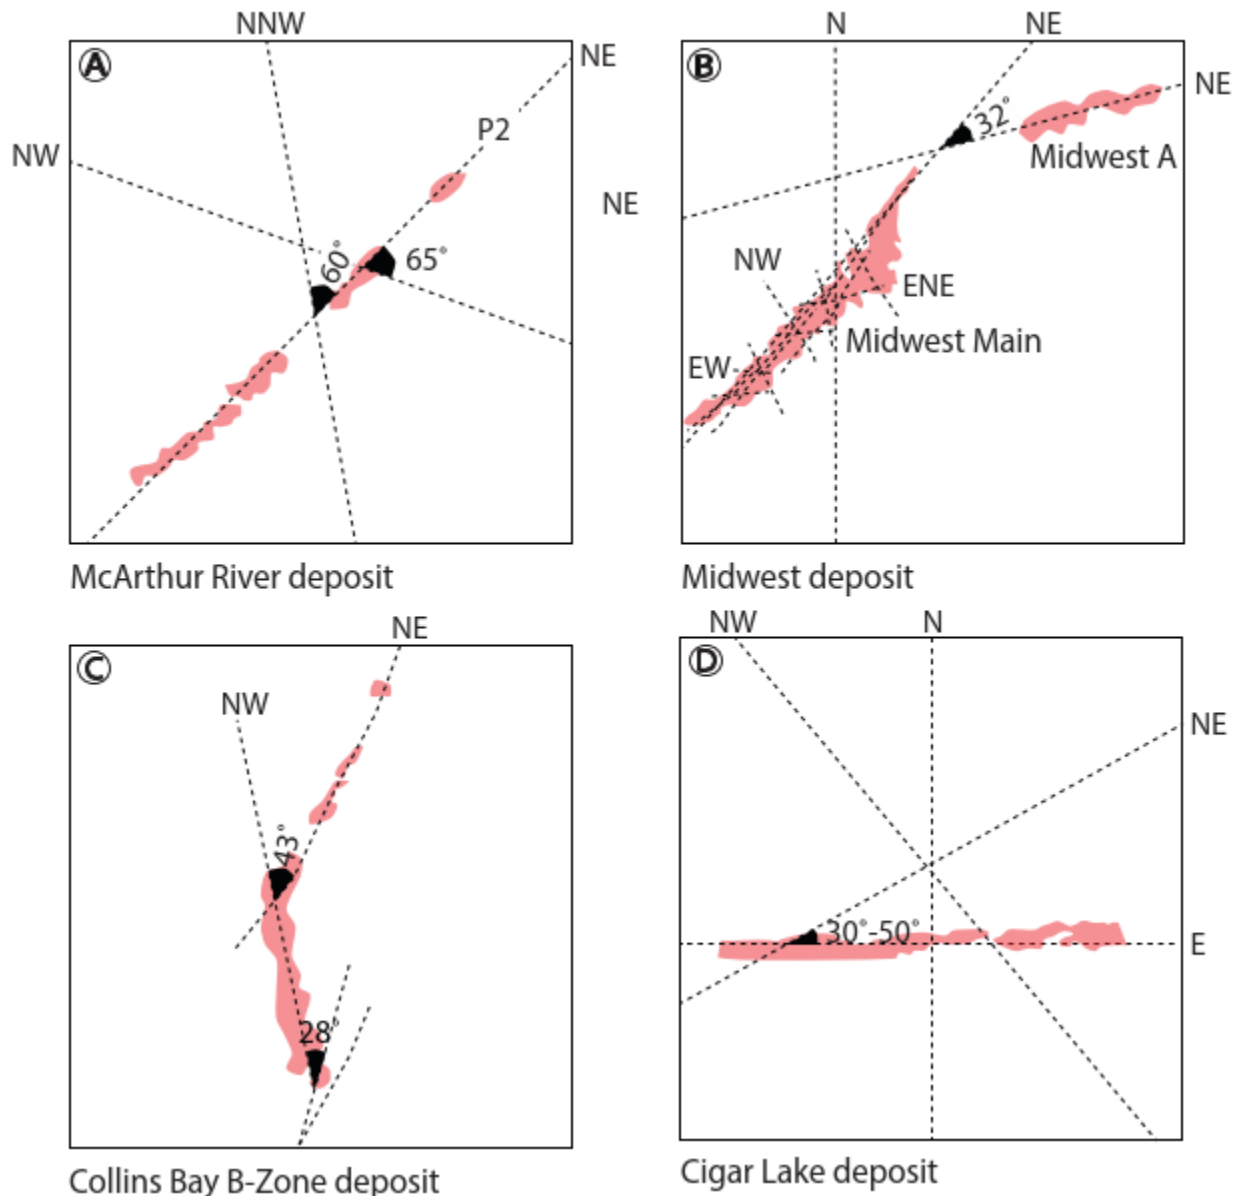 NNW
A
NE
P2
NW
60°
65°
McArthur River deposit
N
NE
B
32°
NE
Midwest A
NE
NW
ENE
Midwest Main
EW
Midwest deposit
NE
C
NW
43°
28°
Collins Bay B-Zone deposit
NW
N
D
NE
30°-50°
E
Cigar Lake deposit